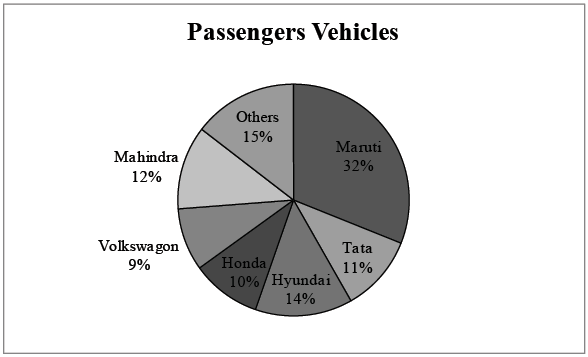 Passengers Vehicles
Others
15%
Maruti
32%
Mahindra
12%
Tata
11%
Volkswagon
9%
Honda
10%
Hyundai
14%